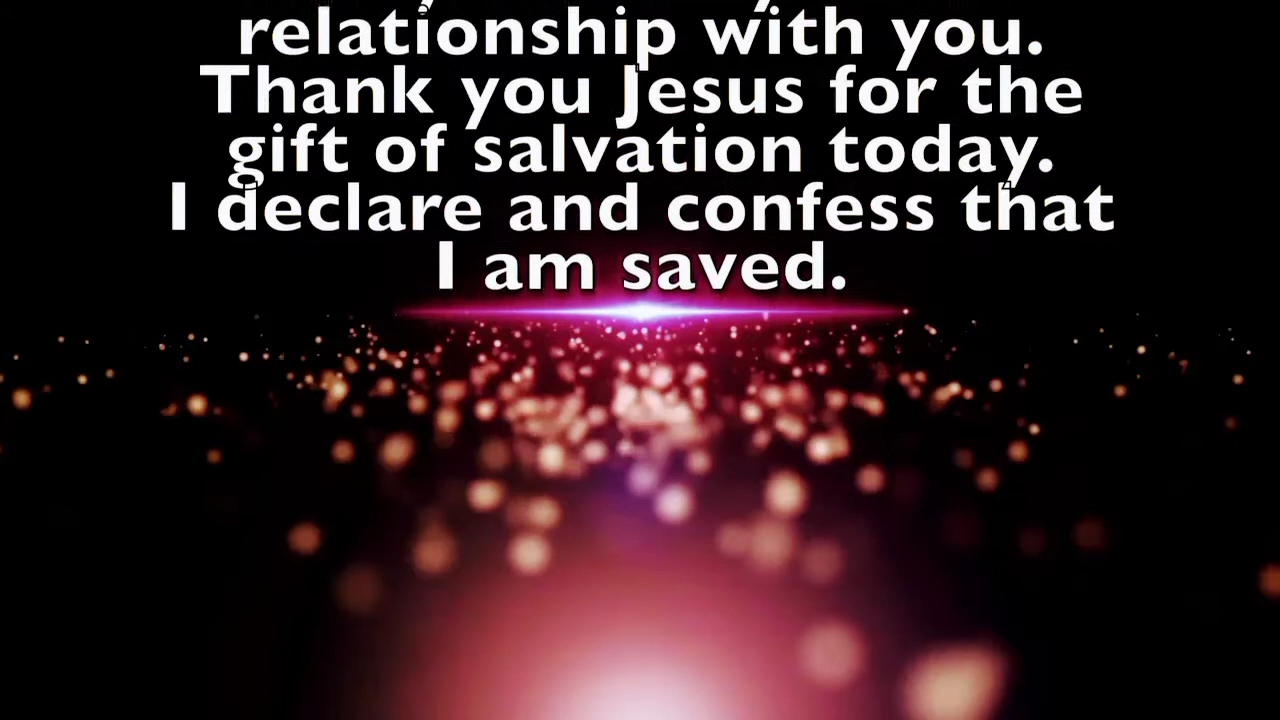 relationship with you.
Thank you Jesus for the
gift of salvation today.
I declare and confess that
I am saved.